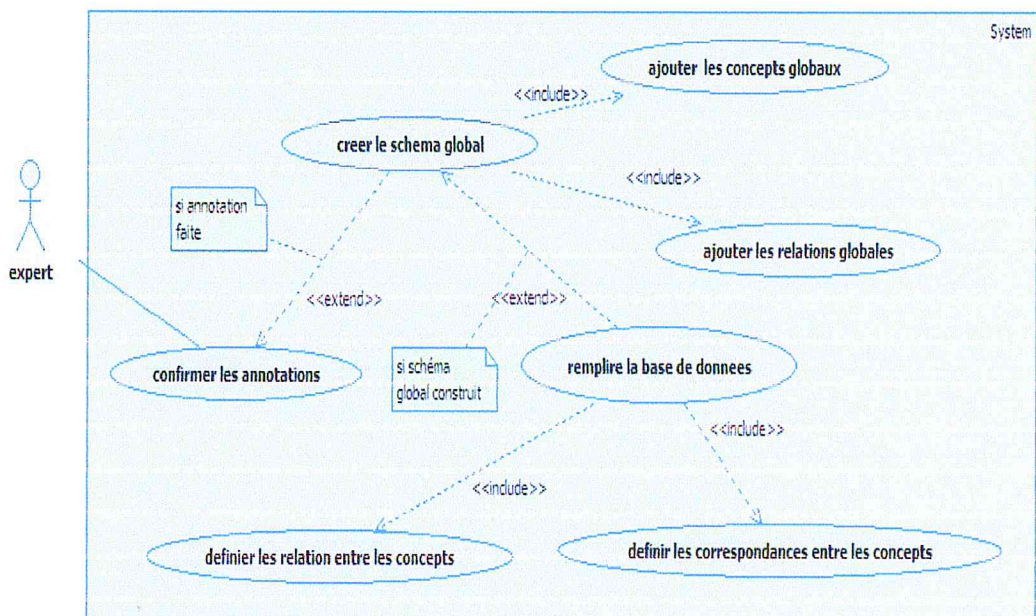 System
ajouter les concepts globaux
<<include>>
creer le schema global
<<include>>
si annotation
faite
ajouter les relations globales
expert
<<extend>>
<<extend>>
si schéma
global construit
remplire la base de donnees
confirmer les annotations
<<include>>
<<include>>
definier les relation entre les concepts
definir les correspondances entre les concepts